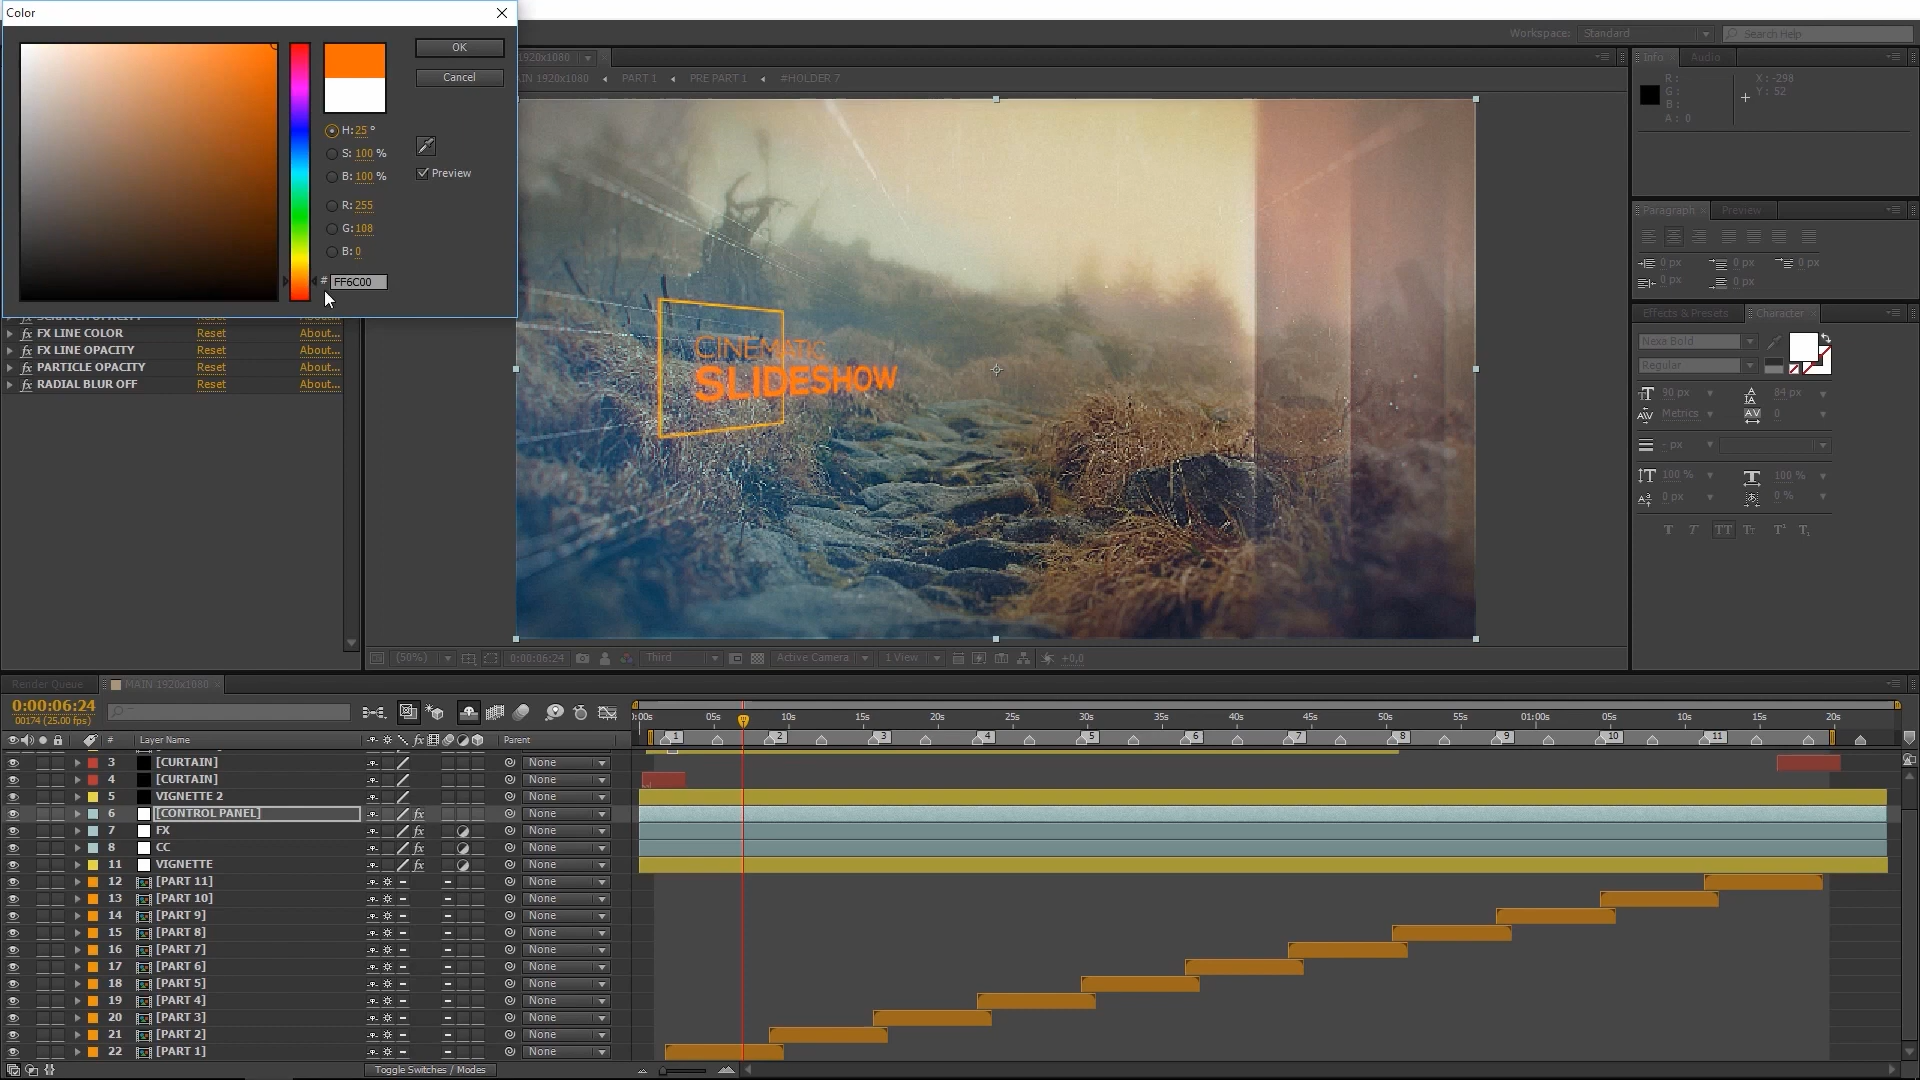 Color
OK
Cancel
H: 25 °
S: 100 %
B: 100 %
Preview
R: 255
G: 108
B: 0
# FF6C00
Workspace: Standard
Search Help
1920x1080
AIN 1920x1080 PART 1 PRE PART 1 #HOLDER 7
Info Audio
R :
G :
B :
A : 0
X : -298
Y : 52
Paragraph Preview
0 px 0 px 0 px
0 px 0 px
Effects & Presets Character
Nexa Bold
Regular
90 px 84 px
Metrics 0
- px
100 % 100 %
0 px 0 %
SCRATCH OPACITY Reset About...
FX LINE COLOR Reset About...
FX LINE OPACITY Reset About...
PARTICLE OPACITY Reset About...
RADIAL BLUR OFF Reset About...
CINEMATIC
SLIDESHOW
(50%) 0:00:06:24 Third Active Camera 1 View +0,0
Render Queue MAIN 1920x1080
0:00:06:24
00174 (25.00 fps)
):00s 05s 10s 15s 20s 25s 30s 35s 40s 45s 50s 55s 01:00s 05s 10s 15s 20s
# Layer Name Parent
1 2 3 4 5 6 7 8 9 10 11
3 [CURTAIN] None
4 [CURTAIN] None
5 VIGNETTE 2 None
6 [CONTROL PANEL] fx None
7 FX fx None
8 CC fx None
11 VIGNETTE fx None
12 [PART 11] None
13 [PART 10] None
14 [PART 9] None
15 [PART 8] None
16 [PART 7] None
17 [PART 6] None
18 [PART 5] None
19 [PART 4] None
20 [PART 3] None
21 [PART 2] None
22 [PART 1] None
Toggle Switches / Modes